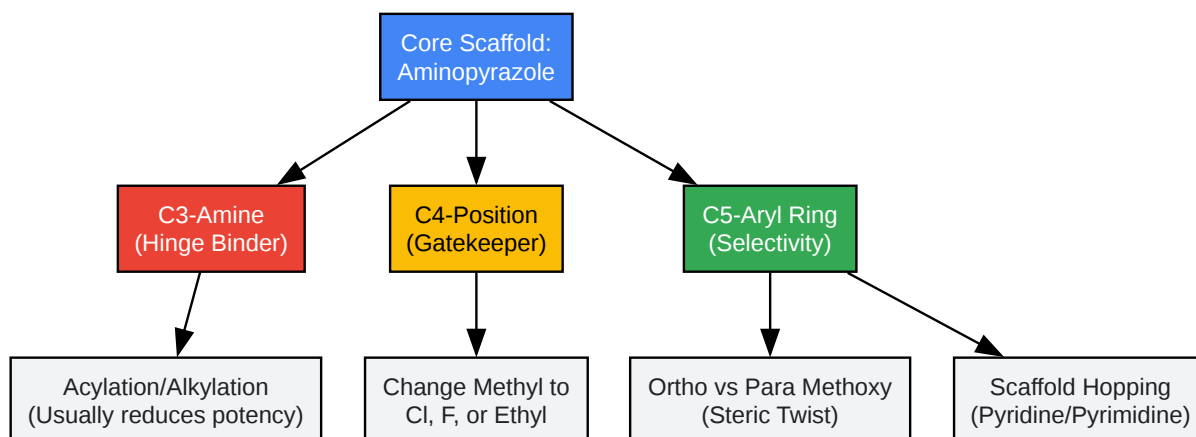 Core Scaffold:
Aminopyrazole
C3-Amine
(Hinge Binder)
C4-Position
(Gatekeeper)
C5-Aryl Ring
(Selectivity)
Acylation/Alkylation
(Usually reduces potency)
Change Methyl to
Cl, F, or Ethyl
Ortho vs Para Methoxy
(Steric Twist)
Scaffold Hopping
(Pyridine/Pyrimidine)